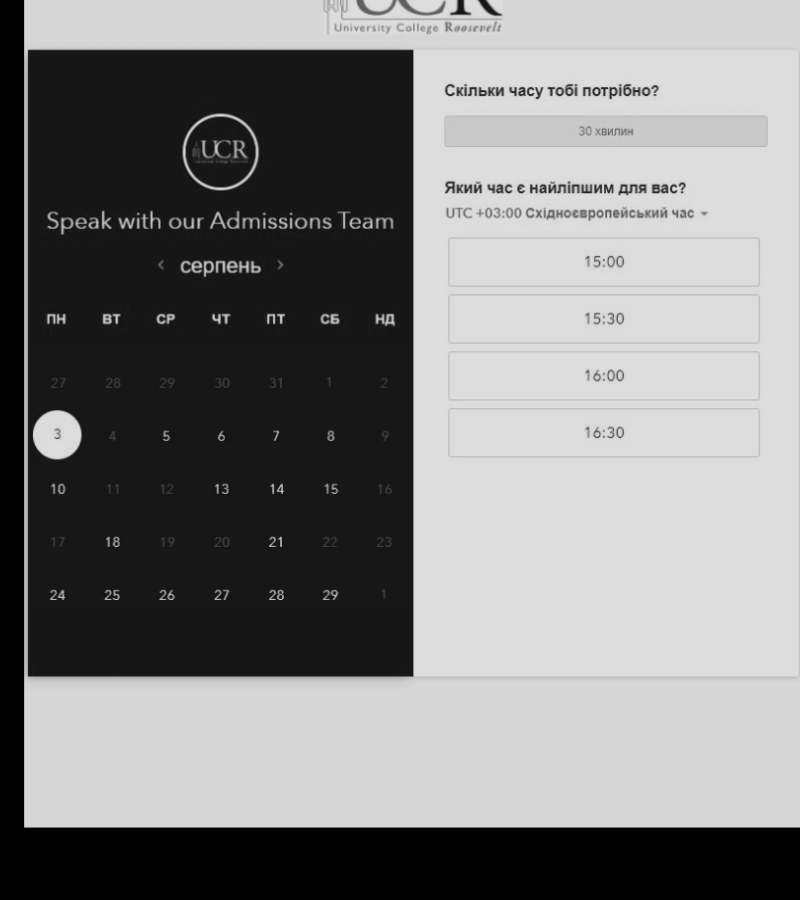 UCR
University College Roosevelt
UCR
Speak with our Admissions Team
< серпень >
ПН ВТ СР ЧТ ПТ СБ НД
27 28 29 30 31 1 2
3 4 5 6 7 8 9
10 11 12 13 14 15 16
17 18 19 20 21 22 23
24 25 26 27 28 29 1
Скільки часу тобі потрібно?
30 хвилин
Який час є найліпшим для вас?
UTC +03:00 Східноєвропейський час
15:00
15:30
16:00
16:30